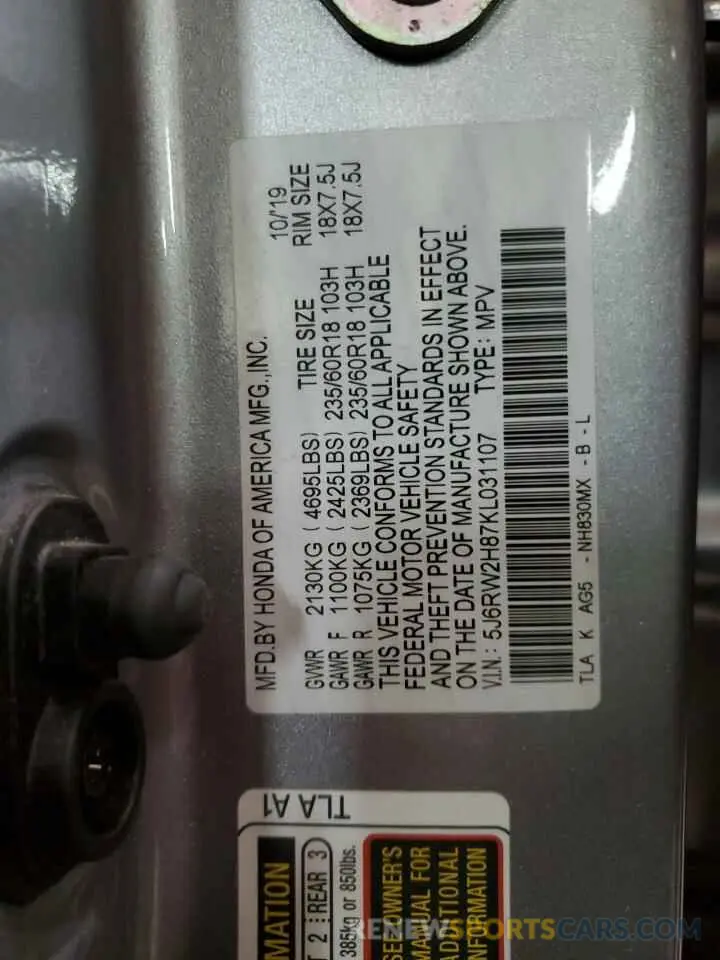 MFD.BY HONDA OF AMERICA MFG.,INC. 10/'19
TIRE SIZE RIM SIZE
GVWR 2130KG ( 4695LBS)
GAWR F 1100KG ( 2425LBS) 235/60R18 103H 18X7.5J
GAWR R 1075KG ( 2369LBS) 235/60R18 103H 18X7.5J
THIS VEHICLE CONFORMS TO ALL APPLICABLE
FEDERAL MOTOR VEHICLE SAFETY
AND THEFT PREVENTION STANDARDS IN EFFECT
ON THE DATE OF MANUFACTURE SHOWN ABOVE.
V.I.N.: 5J6RW2H87KL031107 TYPE: MPV
TLA K AG5 - NH830MX - B - L
TLA A1
MATION
T 2 REAR 3
385kg or 850lbs.
SEE OWNER'S
MANUAL FOR
ADDITIONAL
INFORMATION
RENEWSPORTSCARS.COM